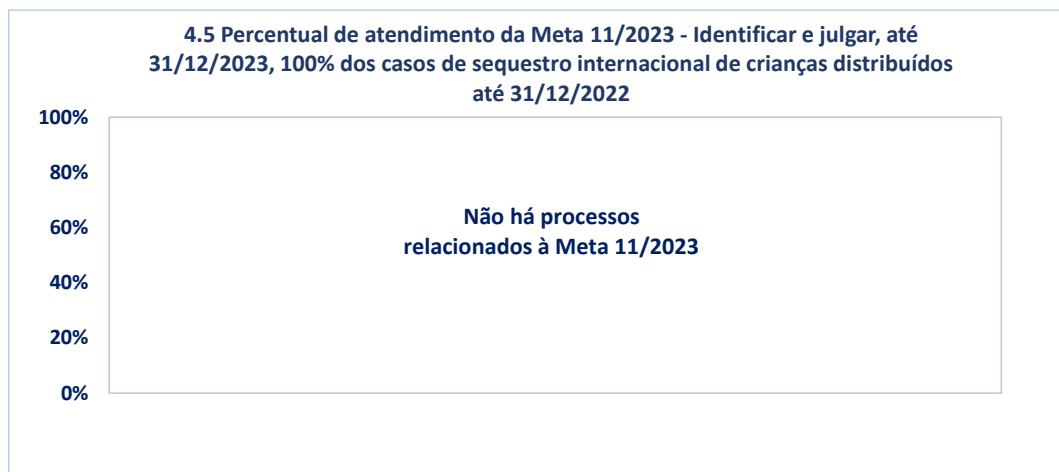 4.5 Percentual de atendimento da Meta 11/2023 - Identificar e julgar, até
31/12/2023, 100% dos casos de sequestro internacional de crianças distribuídos
até 31/12/2022
100%
80%
60%
40%
20%
0%
Não há processos
relacionados à Meta 11/2023